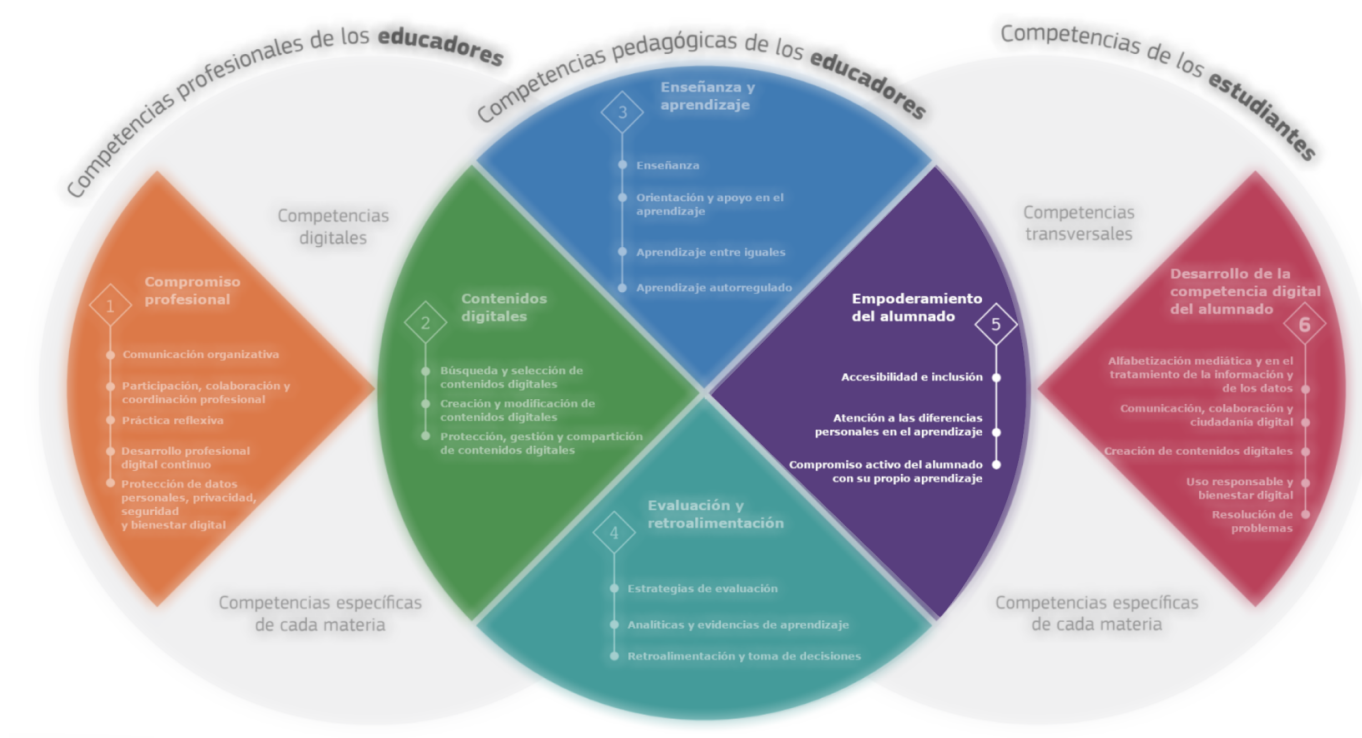 Competencias profesionales de los educadores
Competencias pedagógicas de los educadores
Competencias de los estudiantes
Competencias
digitales
Competencias
transversales
Competencias específicas
de cada materia
Competencias específicas
de cada materia
1
Compromiso
profesional
Comunicación organizativa
Participación, colaboración y
coordinación profesional
Práctica reflexiva
Desarrollo profesional
digital continuo
Protección de datos
personales, privacidad,
seguridad
y bienestar digital
2
Contenidos
digitales
Búsqueda y selección de
contenidos digitales
Creación y modificación de
contenidos digitales
Protección, gestión y compartición
de contenidos digitales
3
Enseñanza y
aprendizaje
Enseñanza
Orientación y apoyo en el
aprendizaje
Aprendizaje entre iguales
Aprendizaje autorregulado
4
Evaluación y
retroalimentación
Estrategias de evaluación
Analíticas y evidencias de aprendizaje
Retroalimentación y toma de decisiones
Empoderamiento
del alumnado
5
Accesibilidad e inclusión
Atención a las diferencias
personales en el aprendizaje
Compromiso activo del alumnado
con su propio aprendizaje
Desarrollo de la
competencia digital
del alumnado
6
Alfabetización mediática y en el
tratamiento de la información y
de los datos
Comunicación, colaboración y
ciudadanía digital
Creación de contenidos digitales
Uso responsable y
bienestar digital
Resolución de
problemas